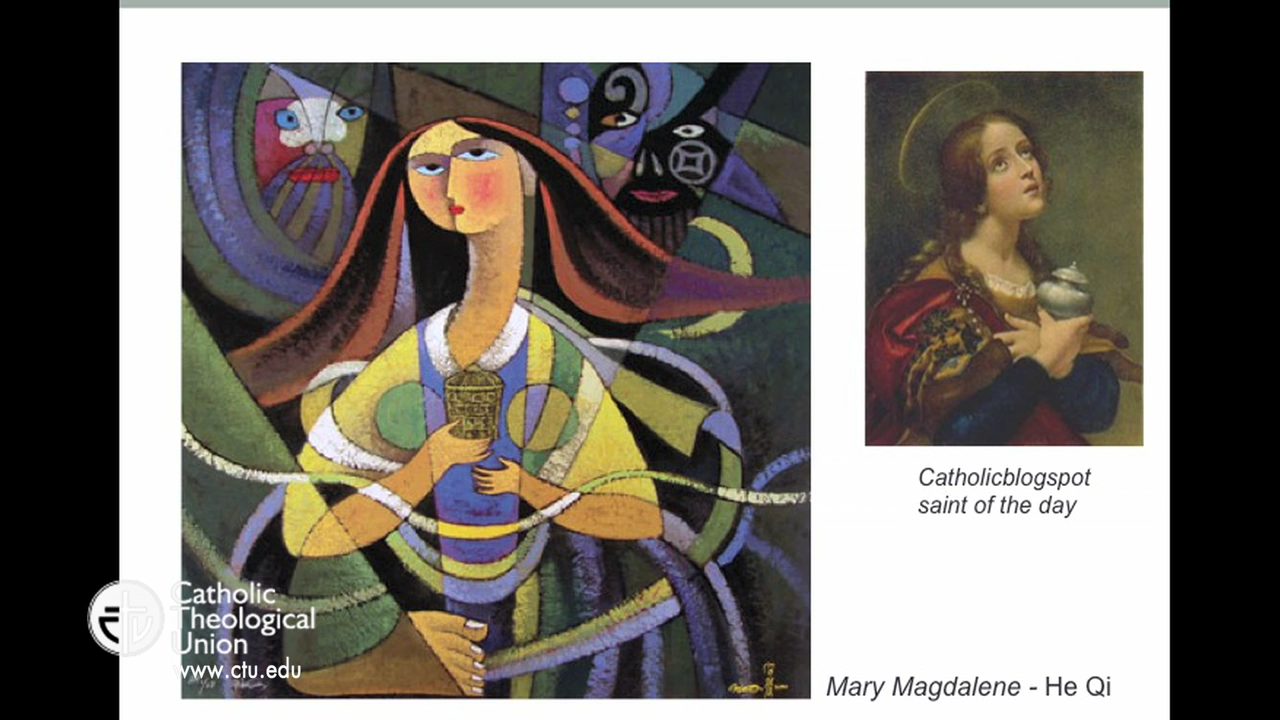 Catholicblogspot
saint of the day
Catholic
Theological
Union
www.ctu.edu
Mary Magdalene - He Qi